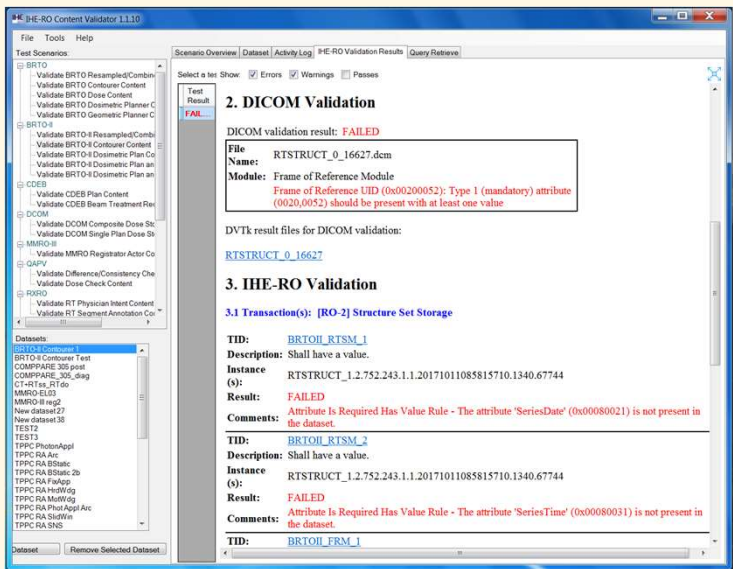 IHE-RO Content Validator 1.1.10
File Tools Help
Test Scenarios:
BRTO
Validate BRTO Resampled/Combin
Validate BRTO Contourer Content
Validate BRTO Dose Content
Validate BRTO Dosimetric Planner C
Validate BRTO Geometric Planner C
BRTO-II
Validate BRTO-II Resampled/Combi
Validate BRTO-II Contourer Content
Validate BRTO-II Dosimetric Plan Co
Validate BRTO-II Dosimetric Plan an
Validate BRTO-II Dosimetric Plan an
CDEB
Validate CDEB Plan Content
Validate CDEB Beam Treatment Rec
DCOM
Validate DCOM Composite Dose Sto
Validate DCOM Single Plan Dose St
MMRO-III
Validate MMRO Registrator Actor Co
QAPV
Validate Difference/Consistency Che
Validate Dose Check Content
RXRO
Validate RT Physician Intent Content
Validate RT Segment Annotation Con
Datasets:
BRTO-II Contourer 1
BRTO-II Contourer Test
COMPPARE 305 post
COMPPARE_305_diag
CT+RTss_RTdo
MMRO-EL03
MMRO-III reg2
New dataset27
New dataset38
TEST2
TEST3
TPPC PhotonAppl
TPPC RA Arc
TPPC RA BStatic
TPPC RA BStatic 2b
TPPC RA FixApp
TPPC RA HrdWdg
TPPC RA MotWdg
TPPC RA Phot Appl Arc
TPPC RA SlidWin
TPPC RA SNS
Dataset Remove Selected Dataset
Scenario Overview Dataset Activity Log IHE-RO Validation Results Query Retrieve
Select a tes Show: Errors Warnings Passes
Test
Result
FAIL...
2. DICOM Validation
DICOM validation result: FAILED
File
Name: RTSTRUCT_0_16627.dcm
Module: Frame of Reference Module
Frame of Reference UID (0x00200052): Type 1 (mandatory) attribute
(0020,0052) should be present with at least one value
DVTk result files for DICOM validation:
RTSTRUCT_0_16627
3. IHE-RO Validation
3.1 Transaction(s): [RO-2] Structure Set Storage
TID: BRTOII_RTSM_1
Description: Shall have a value.
Instance
(s): RTSTRUCT_1.2.752.243.1.1.20171011085815710.1340.67744
Result: FAILED
Comments: Attribute Is Required Has Value Rule - The attribute 'SeriesDate' (0x00080021) is not present in
the dataset.
TID: BRTOII_RTSM_2
Description: Shall have a value.
Instance
(s): RTSTRUCT_1.2.752.243.1.1.20171011085815710.1340.67744
Result: FAILED
Comments: Attribute Is Required Has Value Rule - The attribute 'SeriesTime' (0x00080031) is not present in
the dataset.
TID: BRTOII_FRM_1